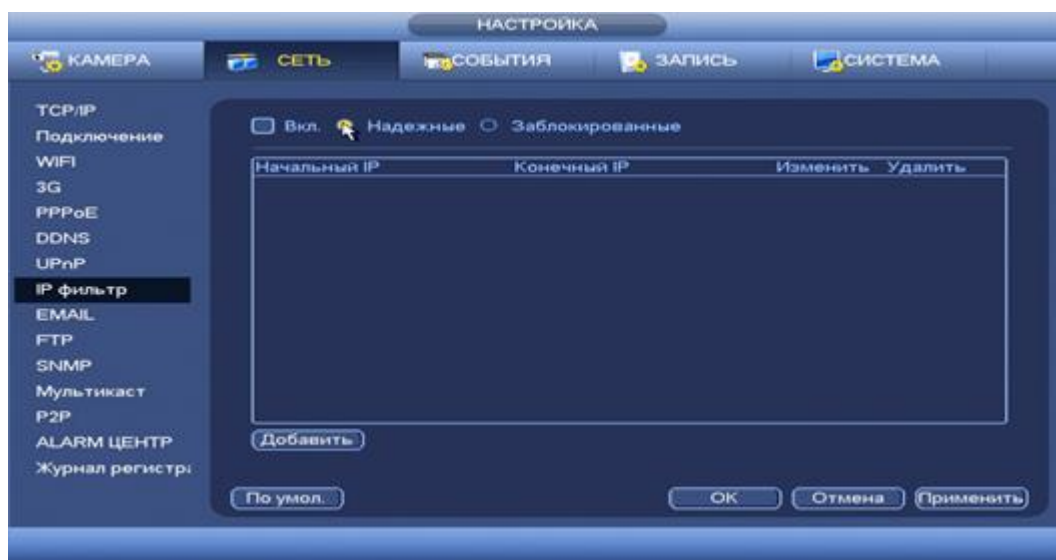 НАСТРОЙКА
КАМЕРА СЕТЬ СОБЫТИЯ ЗАПИСЬ СИСТЕМА
TCP/IP
Подключение
WIFI
3G
PPPoE
DDNS
UPnP
IP фильтр
EMAIL
FTP
SNMP
Мультикаст
P2P
ALARM ЦЕНТР
Журнал регистра
Вкл. Надежные Заблокированные
Начальный IP Конечный IP Изменить Удалить
Добавить
По умол. OK Отмена Применить